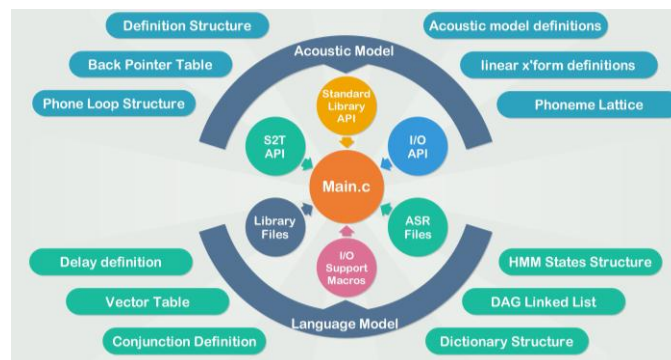 Definition Structure
Acoustic model definitions
Acoustic Model
Back Pointer Table
linear x'form definitions
Phone Loop Structure
Standard
Library
API
Phoneme Lattice
S2T
API
I/O
API
Main.c
Library
Files
ASR
Files
I/O
Support
Macros
Delay definition
HMM States Structure
Vector Table
DAG Linked List
Language Model
Conjunction Definition
Dictionary Structure